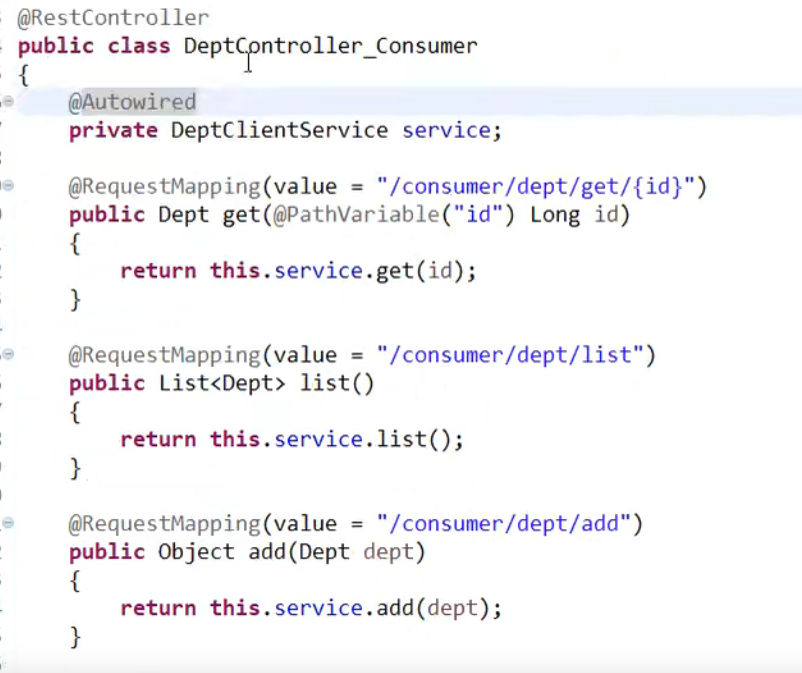 @RestController
public class DeptController_Consumer
{
@Autowired
private DeptClientService service;
@RequestMapping(value = "/consumer/dept/get/{id}")
public Dept get(@PathVariable("id") Long id)
{
return this.service.get(id);
}
@RequestMapping(value = "/consumer/dept/list")
public List<Dept> list()
{
return this.service.list();
}
@RequestMapping(value = "/consumer/dept/add")
public Object add(Dept dept)
{
return this.service.add(dept);
}